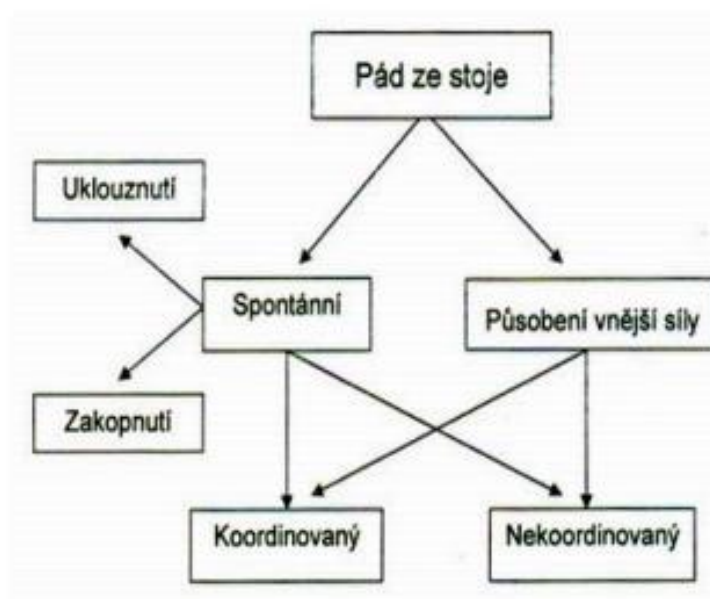 Pád ze stoje
Uklouznutí
Spontánní
Působení vnější síly
Zakopnutí
Koordinovaný
Nekoordinovaný